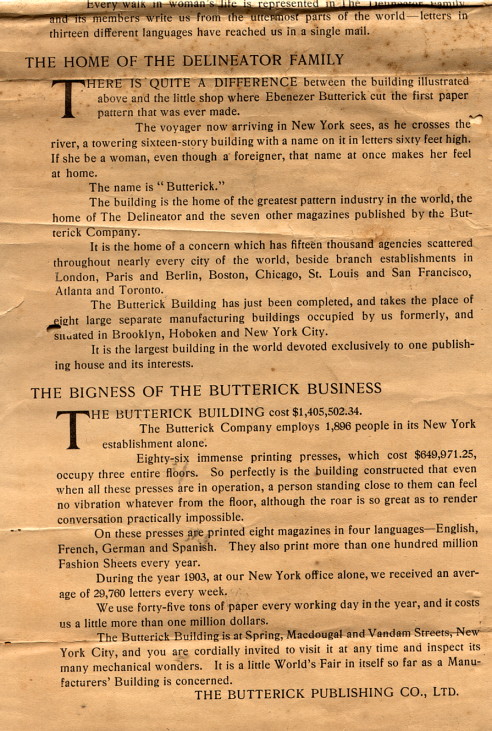 Every walk in woman's life is represented in The Delineator Family
and its members write us from the uttermost parts of the world—letters in
thirteen different languages have reached us in a single mail.
THE HOME OF THE DELINEATOR FAMILY
THERE IS QUITE A DIFFERENCE between the building illustrated
above and the little shop where Ebenezer Butterick cut the first paper
pattern that was ever made.
The voyager now arriving in New York sees, as he crosses the
river, a towering sixteen-story building with a name on it in letters sixty feet high.
If she be a woman, even though a foreigner, that name at once makes her feel
at home.
The name is "Butterick."
The building is the home of the greatest pattern industry in the world, the
home of The Delineator and the seven other magazines published by the But-
terick Company.
It is the home of a concern which has fifteen thousand agencies scattered
throughout nearly every city of the world, beside branch establishments in
London, Paris and Berlin, Boston, Chicago, St. Louis and San Francisco,
Atlanta and Toronto.
The Butterick Building has just been completed, and takes the place of
eight large separate manufacturing buildings occupied by us formerly, and
situated in Brooklyn, Hoboken and New York City.
It is the largest building in the world devoted exclusively to one publish-
ing house and its interests.
THE BIGNESS OF THE BUTTERICK BUSINESS
THE BUTTERICK BUILDING cost $1,405,502.34.
The Butterick Company employs 1,896 people in its New York
establishment alone.
Eighty-six immense printing presses, which cost $649,971.25,
occupy three entire floors. So perfectly is the building constructed that even
when all these presses are in operation, a person standing close to them can feel
no vibration whatever from the floor, although the roar is so great as to render
conversation practically impossible.
On these presses are printed eight magazines in four languages—English,
French, German and Spanish. They also print more than one hundred million
Fashion Sheets every year.
During the year 1903, at our New York office alone, we received an aver-
age of 29,760 letters every week.
We use forty-five tons of paper every working day in the year, and it costs
us a little more than one million dollars.
The Butterick Building is at Spring, Macdougal and Vandam Streets, New
York City, and you are cordially invited to visit it at any time and inspect its
many mechanical wonders. It is a little World's Fair in itself so far as a Manu-
facturers' Building is concerned.
THE BUTTERICK PUBLISHING CO., LTD.